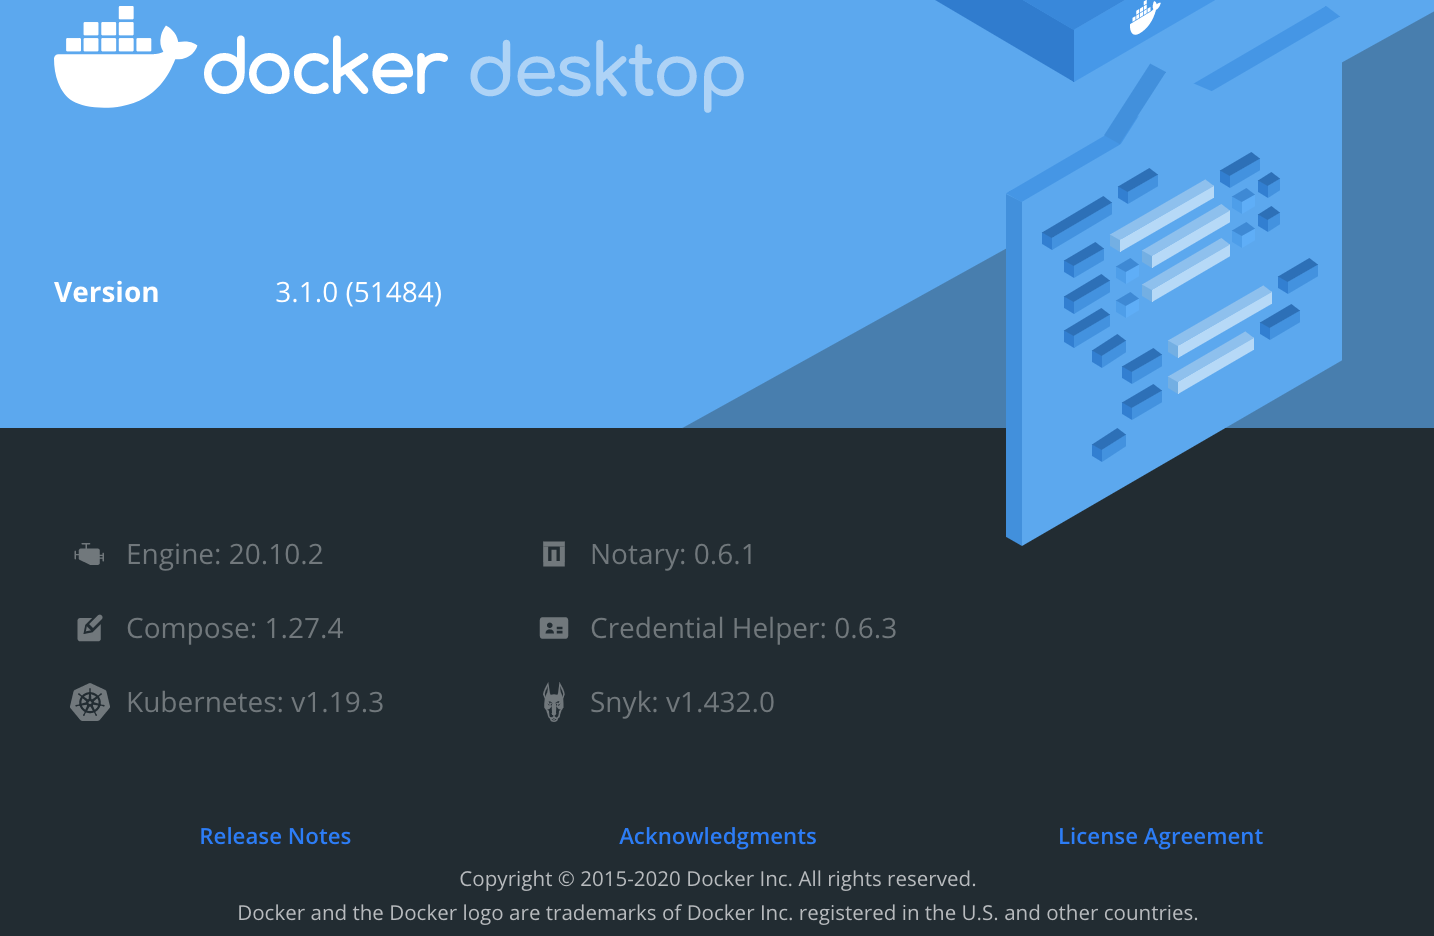 docker desktop
Version 3.1.0 (51484)
Engine: 20.10.2
Notary: 0.6.1
Compose: 1.27.4
Credential Helper: 0.6.3
Kubernetes: v1.19.3
Snyk: v1.432.0
Release Notes
Acknowledgments
License Agreement
Copyright © 2015-2020 Docker Inc. All rights reserved.
Docker and the Docker logo are trademarks of Docker Inc. registered in the U.S. and other countries.